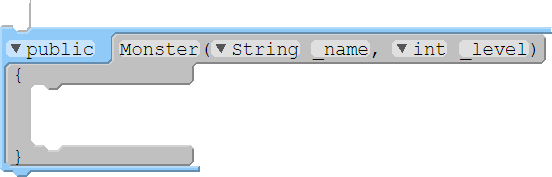 ▼public Monster(▼String _name, ▼int _level)
{
}